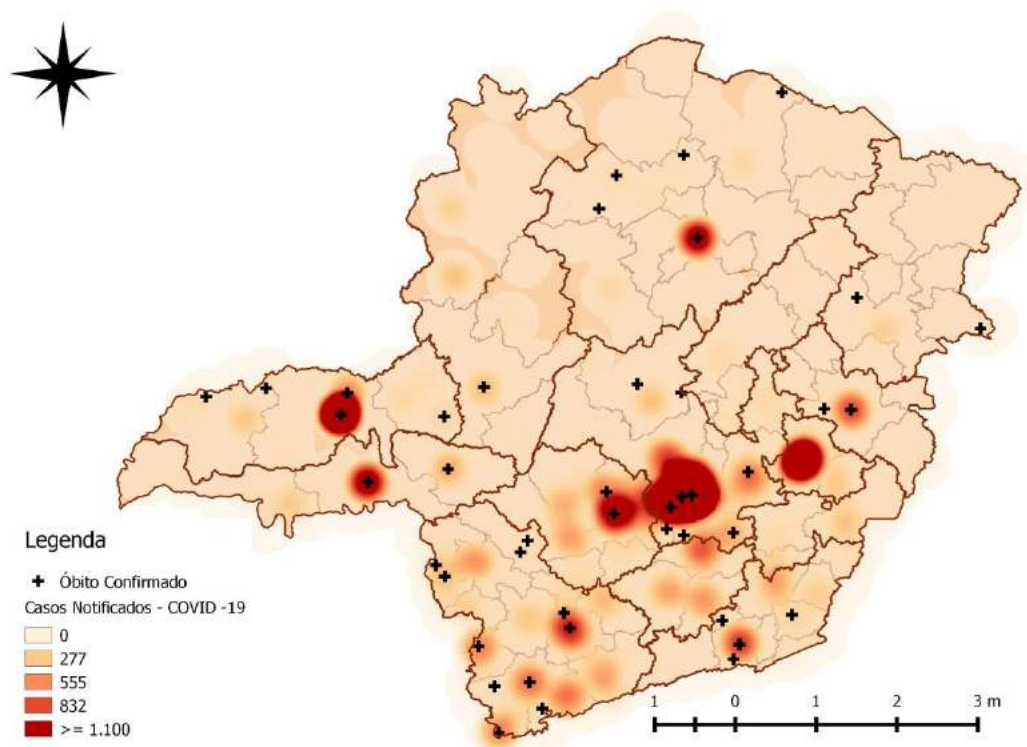 Legenda
Óbito Confirmado
Casos Notificados - COVID -19
0
277
555
832
>= 1.100
1 0 1 2 3 m